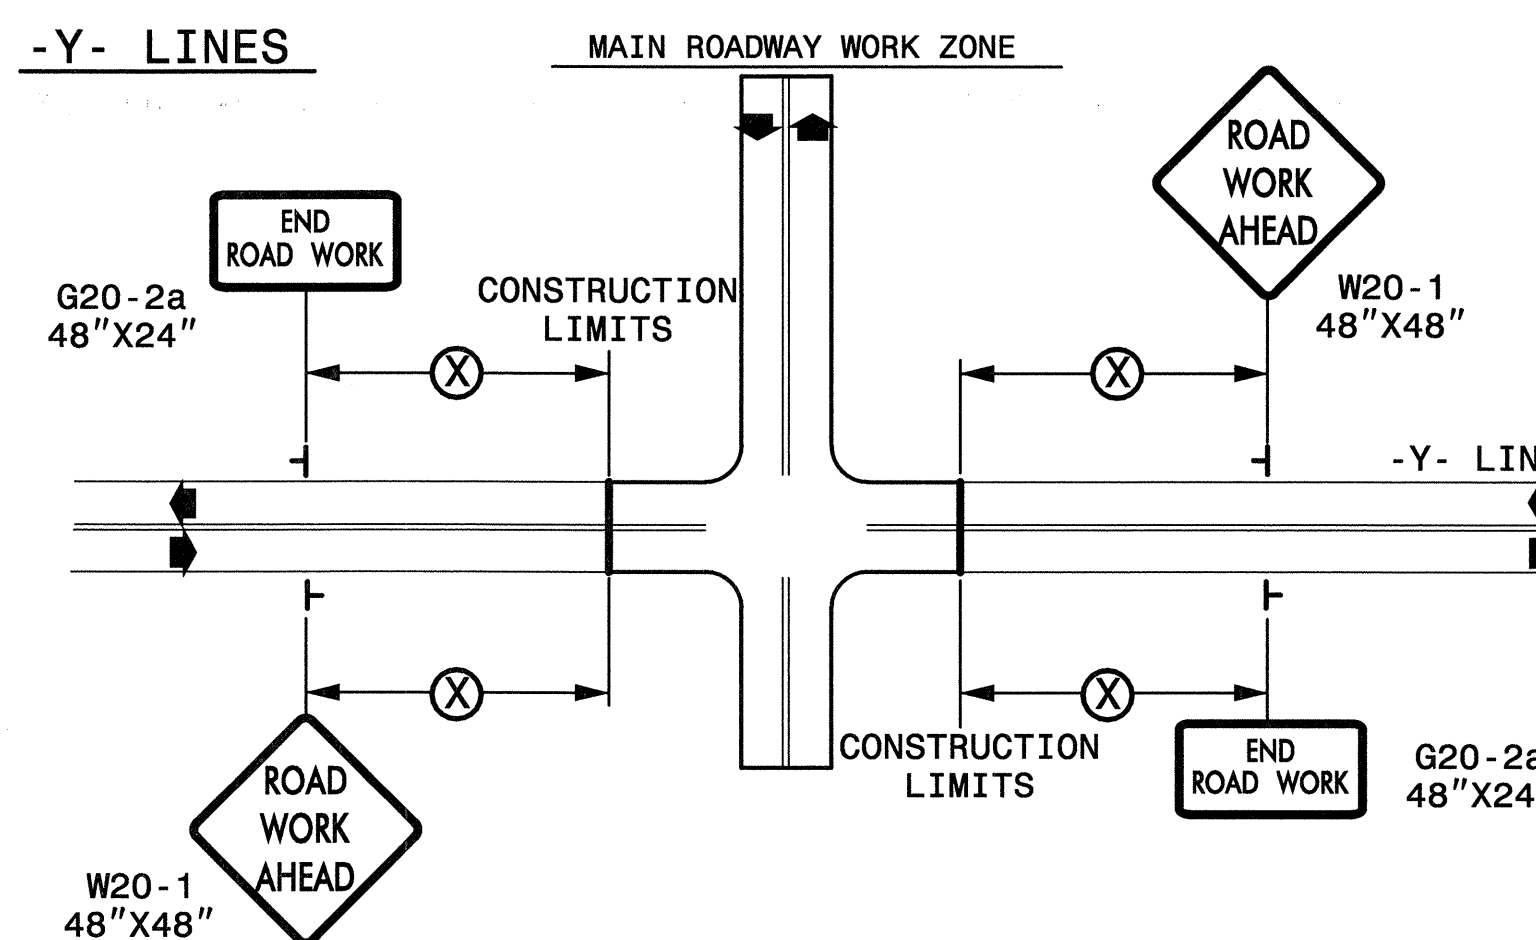 -Y- LINES
MAIN ROADWAY WORK ZONE
ROAD
WORK
AHEAD
END
ROAD WORK
G20-2a
48"X24"
CONSTRUCTION
LIMITS
W20-1
48"X48"
X
X
-Y- LIN
X
X
CONSTRUCTION
LIMITS
END
ROAD WORK
G20-2a
48"X24
ROAD
WORK
AHEAD
W20-1
48"X48"